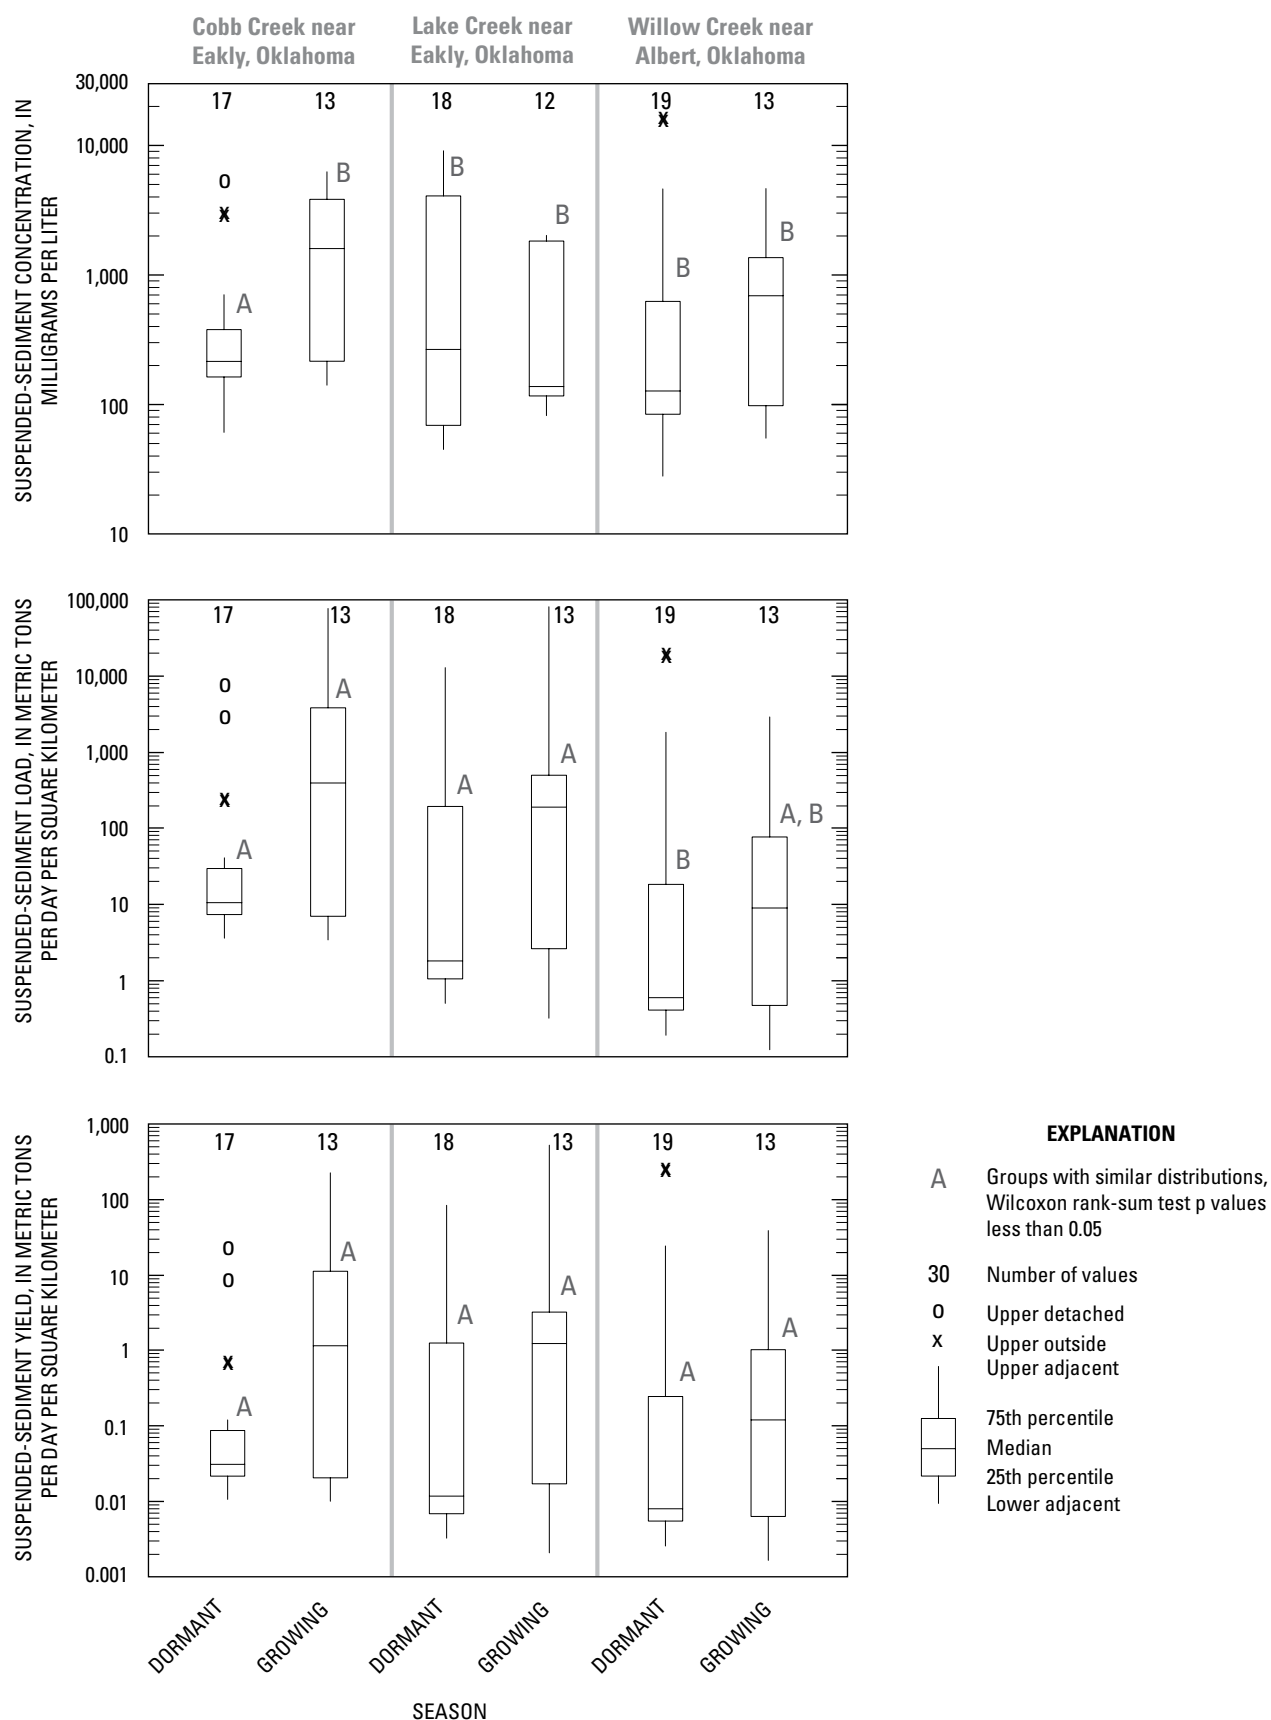 Cobb Creek near
Eakly, Oklahoma
Lake Creek near
Eakly, Oklahoma
Willow Creek near
Albert, Oklahoma
SUSPENDED-SEDIMENT CONCENTRATION, IN
MILLIGRAMS PER LITER
30,000
10,000
1,000
100
10
17
13
18
12
19
13
O
X
A
B
B
B
X
B
B
SUSPENDED-SEDIMENT LOAD, IN METRIC TONS
PER DAY PER SQUARE KILOMETER
100,000
10,000
1,000
100
10
1
0.1
17
13
18
13
19
13
O
O
X
A
A
A
A
X
B
A, B
SUSPENDED-SEDIMENT YIELD, IN METRIC TONS
PER DAY PER SQUARE KILOMETER
1,000
100
10
1
0.1
0.01
0.001
17
13
18
13
19
13
O
O
X
A
A
A
A
X
A
A
DORMANT
GROWING
DORMANT
GROWING
DORMANT
GROWING
SEASON
EXPLANATION
A Groups with similar distributions,
Wilcoxon rank-sum test p values
less than 0.05
30 Number of values
O Upper detached
X Upper outside
Upper adjacent
75th percentile
Median
25th percentile
Lower adjacent